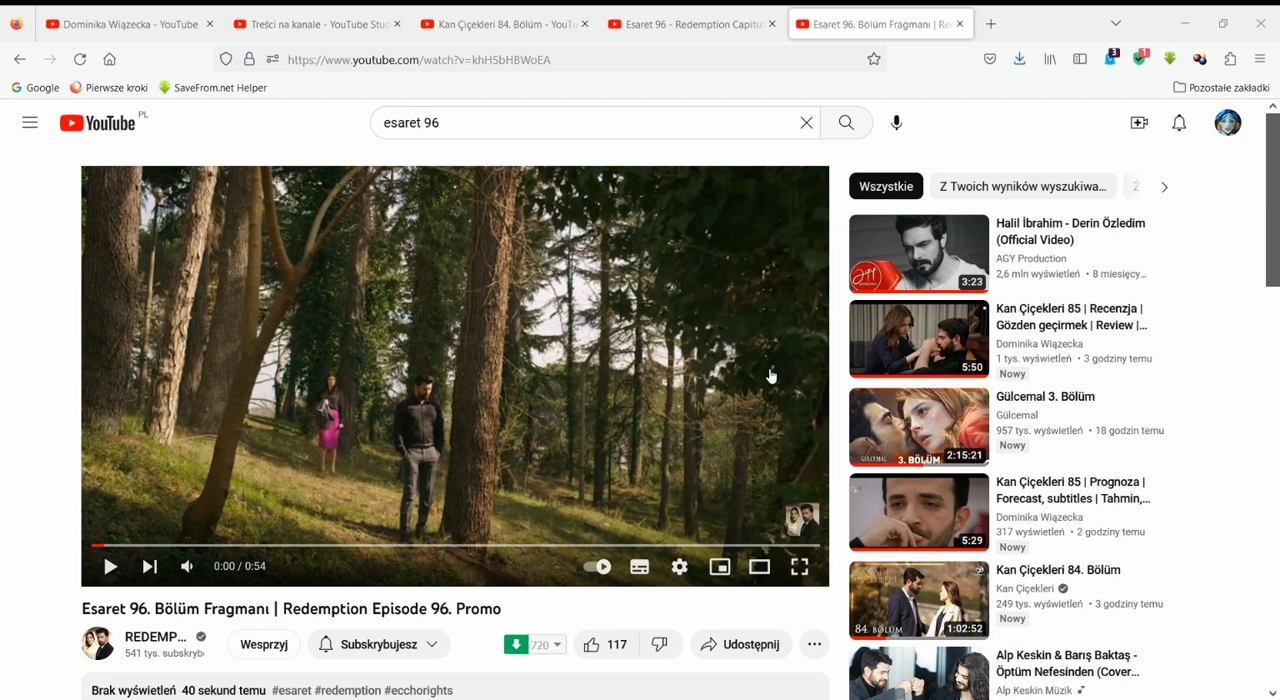 Dominika Wiązecka - YouTube
Treści na kanale - YouTube Stud
Kan Çiçekleri 84. Bölüm - YouTu
Esaret 96 - Redemption Capitul
Esaret 96. Bölüm Fragmanı | Re
https://www.youtube.com/watch?v=khH5bHBWoEA
3
1
Google
Pierwsze kroki
SaveFrom.net Helper
Pozostałe zakładki
YouTube PL
esaret 96
Wszystkie
Z Twoich wyników wyszukiwa...
Halil İbrahim - Derin Özledim
(Official Video)
AGY Production
2,6 mln wyświetleń • 8 miesięcy...
3:23
Kan Çiçekleri 85 | Recenzja |
Gözden geçirmek | Review |...
Dominika Wiązecka
1 tys. wyświetleń • 3 godziny temu
Nowy
5:50
Gülcemal 3. Bölüm
Gülcemal
957 tys. wyświetleń • 18 godzin temu
Nowy
GÜLCEMAL
3. BÖLÜM
2:15:21
Kan Çiçekleri 85 | Prognoza |
Forecast, subtitles | Tahmin,...
Dominika Wiązecka
317 wyświetleń • 2 godziny temu
Nowy
5:29
Kan Çiçekleri 84. Bölüm
Kan Çiçekleri
249 tys. wyświetleń • 3 godziny temu
Nowy
84. BÖLÜM
1:02:52
Alp Keskin & Barış Baktaş -
Öptüm Nefesinden (Cover...
Alp Keskin Müzik
0:00 / 0:54
Esaret 96. Bölüm Fragmanı | Redemption Episode 96. Promo
REDEMP...
541 tys. subskryb
Wesprzyj
Subskrybujesz
720
117
Udostępnij
Brak wyświetleń 40 sekund temu #esaret #redemption #ecchorights